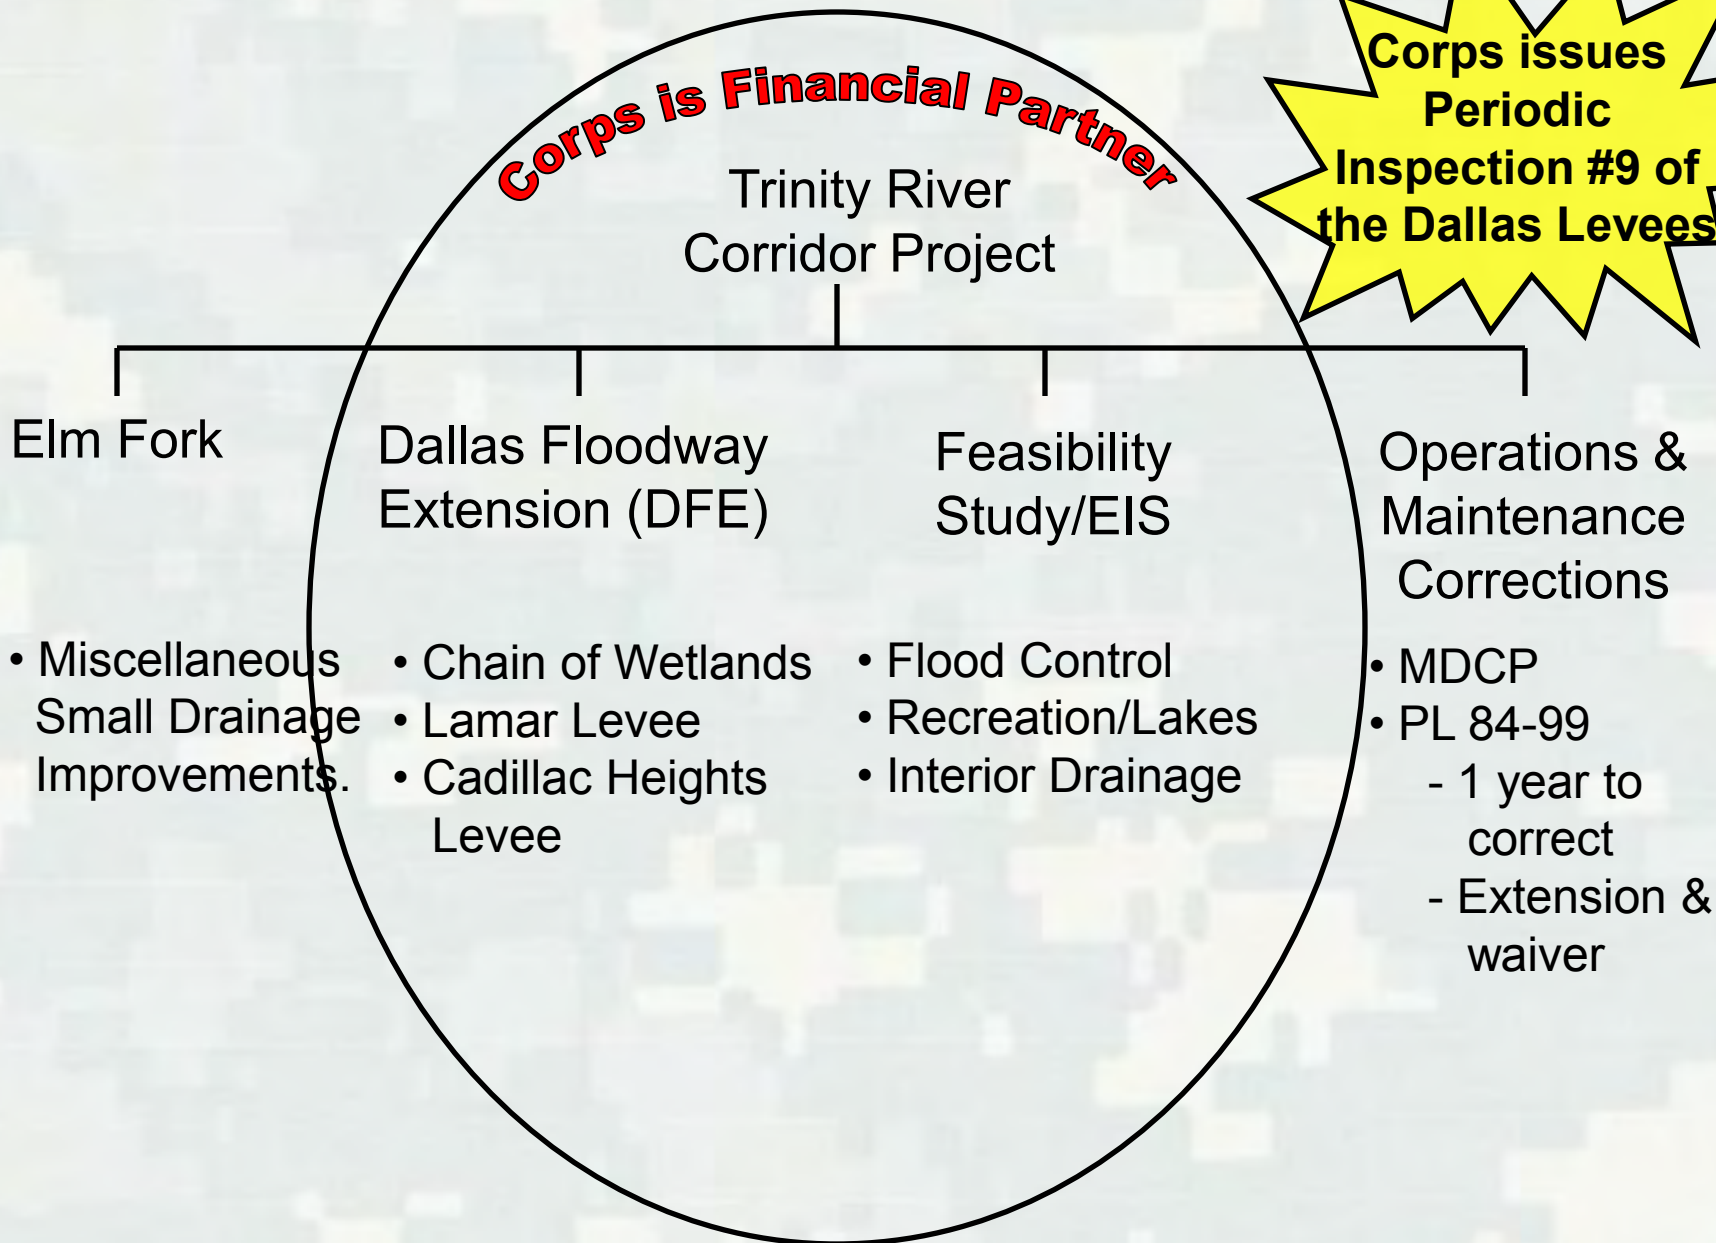 Corps issues
Periodic
Inspection #9 of
the Dallas Levees
Corps is Financial Partner
Trinity River
Corridor Project
Elm Fork
• Miscellaneous
Small Drainage
Improvements.
Dallas Floodway
Extension (DFE)
• Chain of Wetlands
• Lamar Levee
• Cadillac Heights
Levee
Feasibility
Study/EIS
• Flood Control
• Recreation/Lakes
• Interior Drainage
Operations &
Maintenance
Corrections
• MDCP
• PL 84-99
- 1 year to
correct
- Extension &
waiver